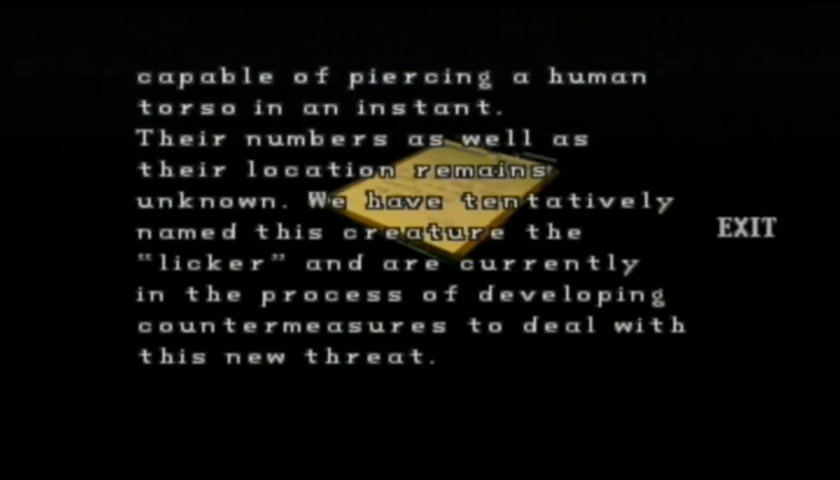 capable of piercing a human
torso in an instant.
Their numbers as well as
their location remains
unknown. We have tentatively
named this creature the
"licker" and are currently
in the process of developing
countermeasures to deal with
this new threat.
EXIT